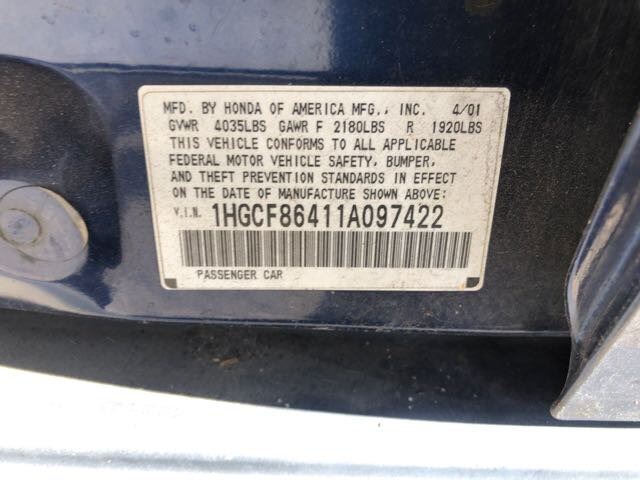 MFD. BY HONDA OF AMERICA MFG., INC. 4/01
GVWR 4035LBS GAWR F 2180LBS R 1920LBS
THIS VEHICLE CONFORMS TO ALL APPLICABLE
FEDERAL MOTOR VEHICLE SAFETY, BUMPER,
AND THEFT PREVENTION STANDARDS IN EFFECT
ON THE DATE OF MANUFACTURE SHOWN ABOVE:
V.I.N. 1HGCF86411A097422
PASSENGER CAR